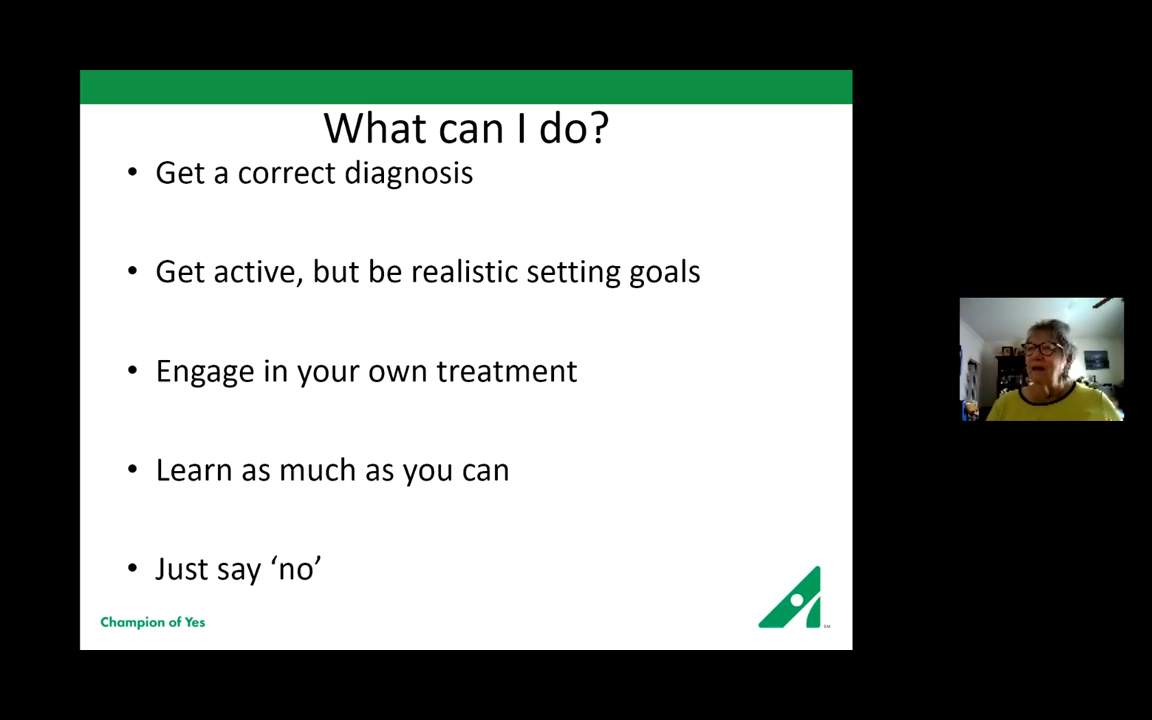 What can I do?
• Get a correct diagnosis
• Get active, but be realistic setting goals
• Engage in your own treatment
• Learn as much as you can
• Just say ‘no’
Champion of Yes
SM